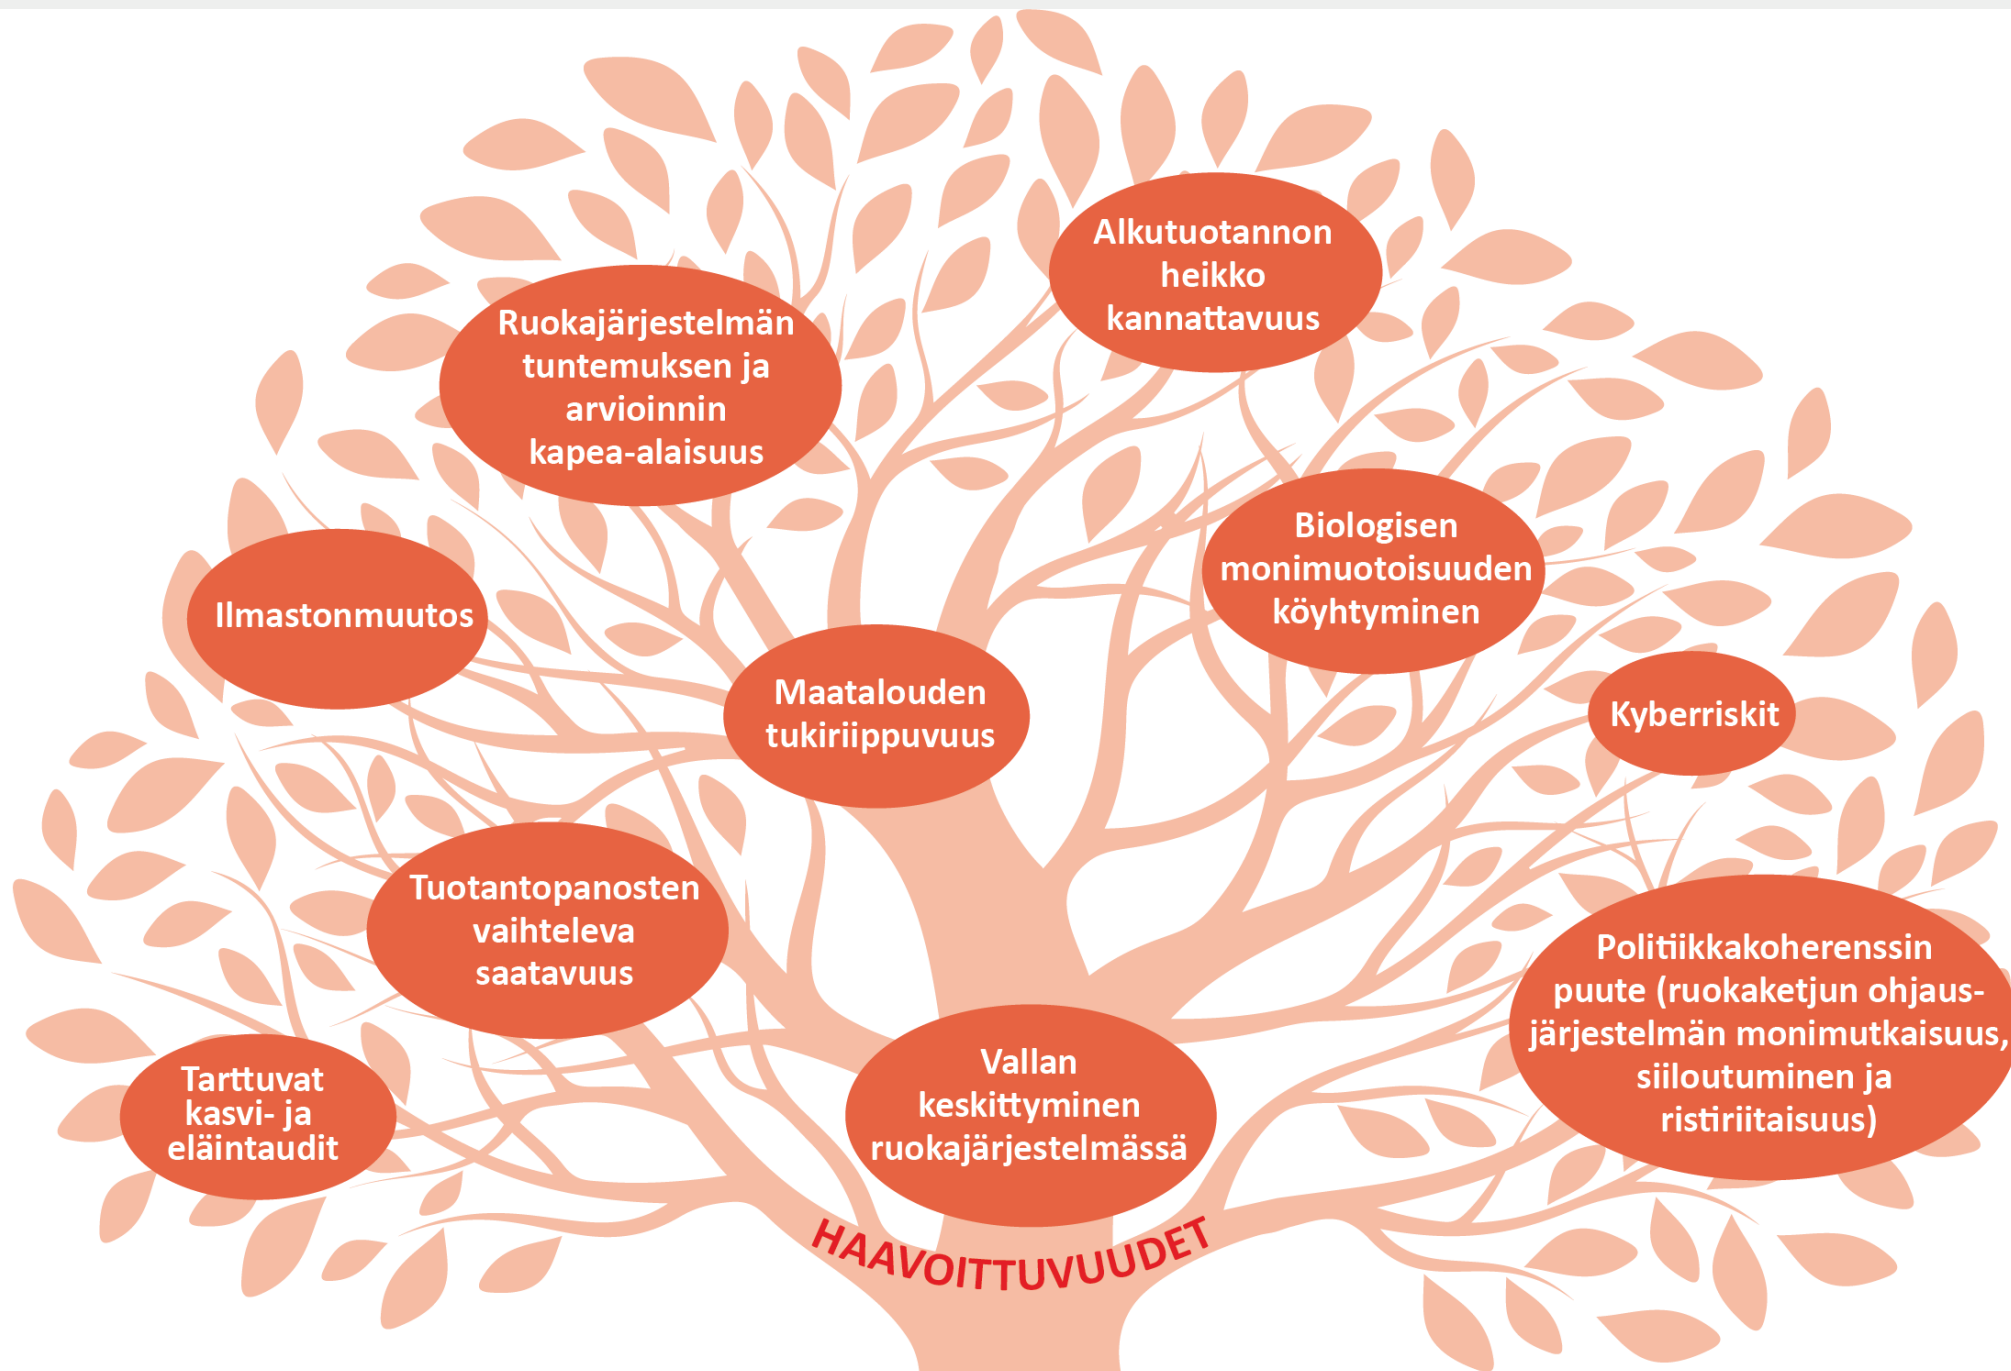 Alkutuotannon
heikko
kannattavuus
Ruokajärjestelmän
tuntemuksen ja
arvioinnin
kapea-alaisuus
Biologisen
monimuotoisuuden
köyhtyminen
Ilmastonmuutos
Maatalouden
tukiriippuvuus
Kyberriskit
Tuotantopanosten
vaihteleva
saatavuus
Politiikkakoherenssin
puute (ruokaketjun ohjaus-
järjestelmän monimutkaisuus,
siiloutuminen ja
ristiriitaisuus)
Tarttuvat
kasvi- ja
eläintaudit
Vallan
keskittyminen
ruokajärjestelmässä
HAAVOITTUVUUDET